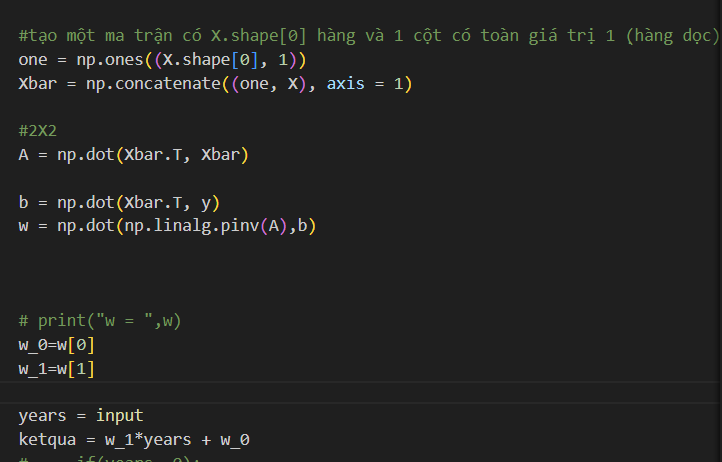 #tạo một ma trận có X.shape[0] hàng và 1 cột có toàn giá trị 1 (hàng dọc)
one = np.ones((X.shape[0], 1))
Xbar = np.concatenate((one, X), axis = 1)
#2X2
A = np.dot(Xbar.T, Xbar)
b = np.dot(Xbar.T, y)
w = np.dot(np.linalg.pinv(A),b)
# print("w = ",w)
w_0=w[0]
w_1=w[1]
years = input
ketqua = w_1*years + w_0